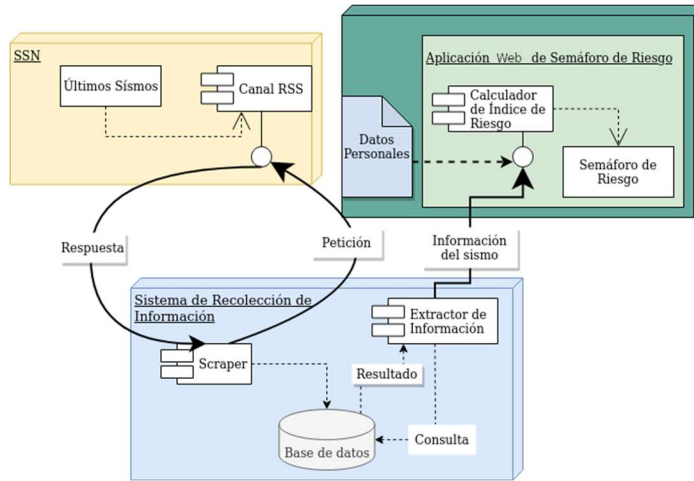 SSN
Últimos Sísmos
Canal RSS
Aplicación Web de Semáforo de Riesgo
Calculador
de Índice de
Riesgo
Datos
Personales
Semáforo de
Riesgo
Respuesta
Petición
Información
del sismo
Sistema de Recolección de
Información
Extractor de
Información
Scraper
Resultado
Base de datos
Consulta